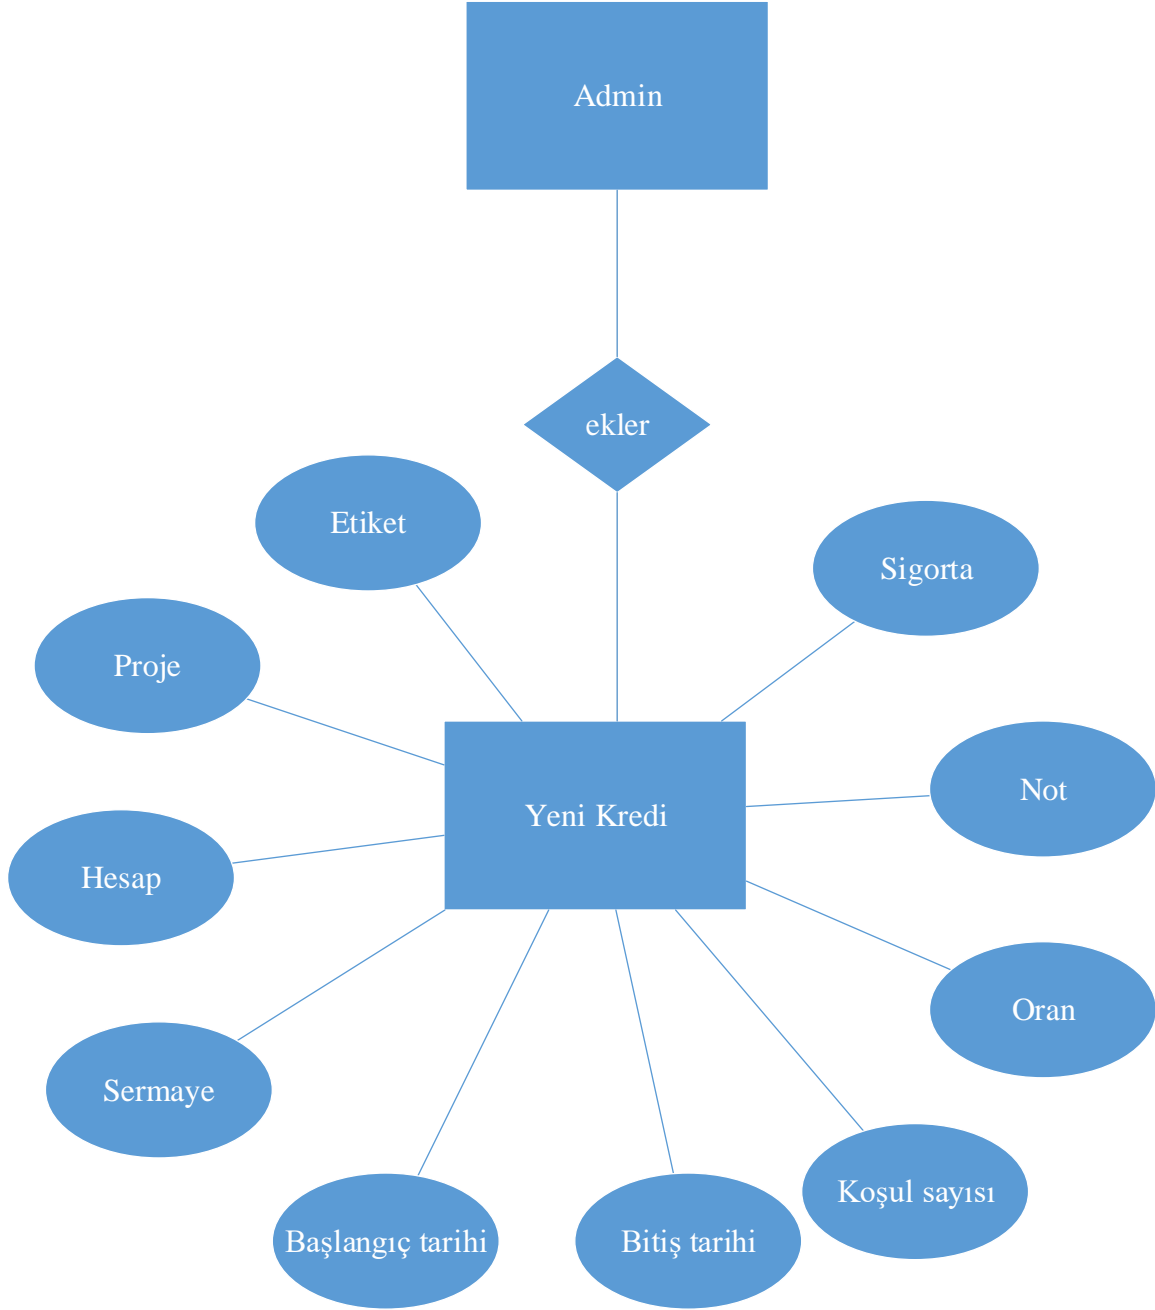 Admin
ekler
Etiket
Sigorta
Proje
Not
Yeni Kredi
Hesap
Oran
Sermaye
Koşul sayısı
Başlangıç tarihi
Bitiş tarihi